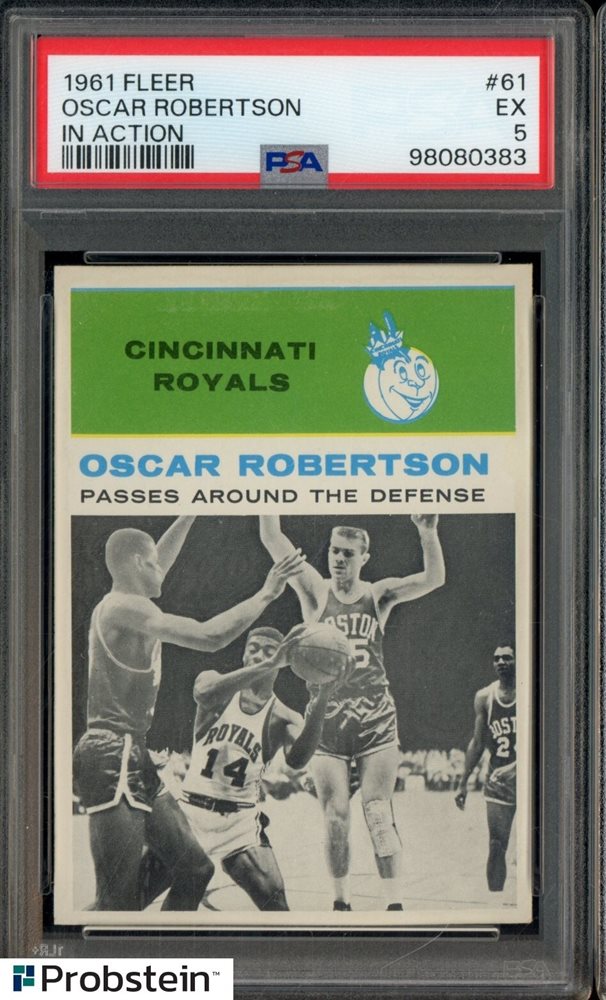 1961 FLEER #61
OSCAR ROBERTSON EX
IN ACTION 5
PSA 98080383
CINCINNATI
ROYALS
OSCAR ROBERTSON
PASSES AROUND THE DEFENSE
ROYALS
14
Probstein™